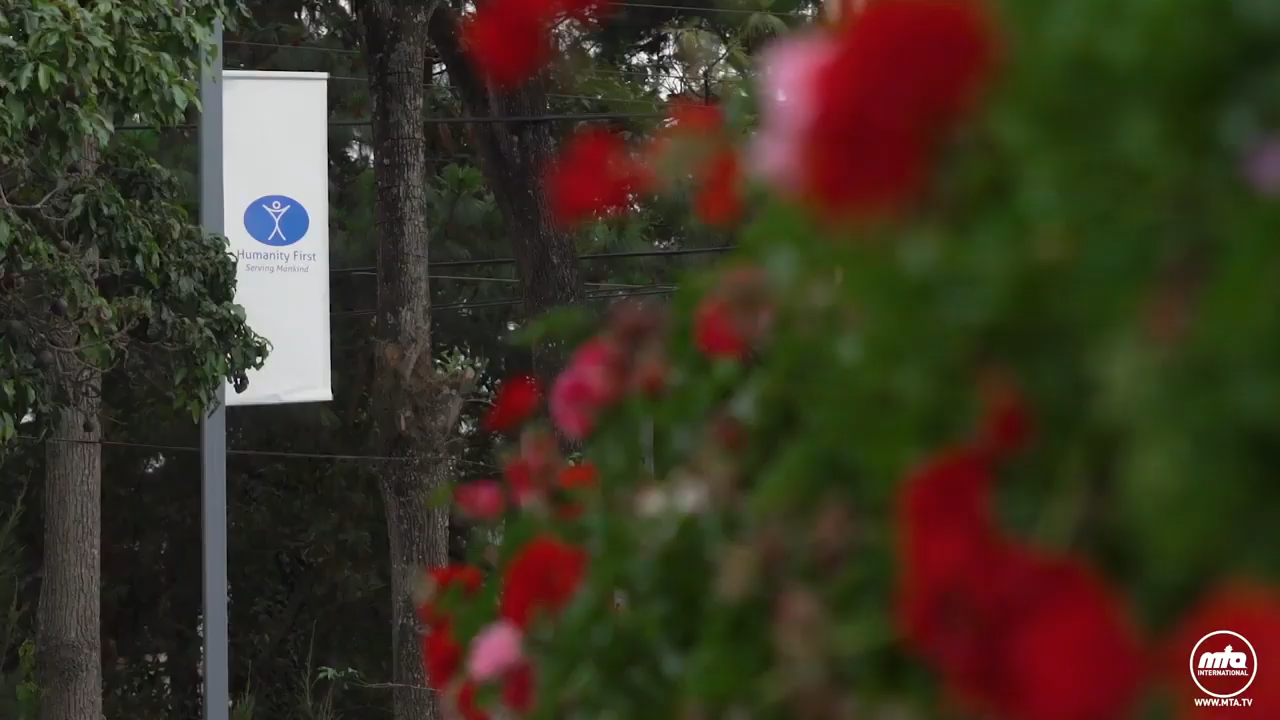 Humanity First
Serving Mankind
mta
INTERNATIONAL
WWW.MTA.TV